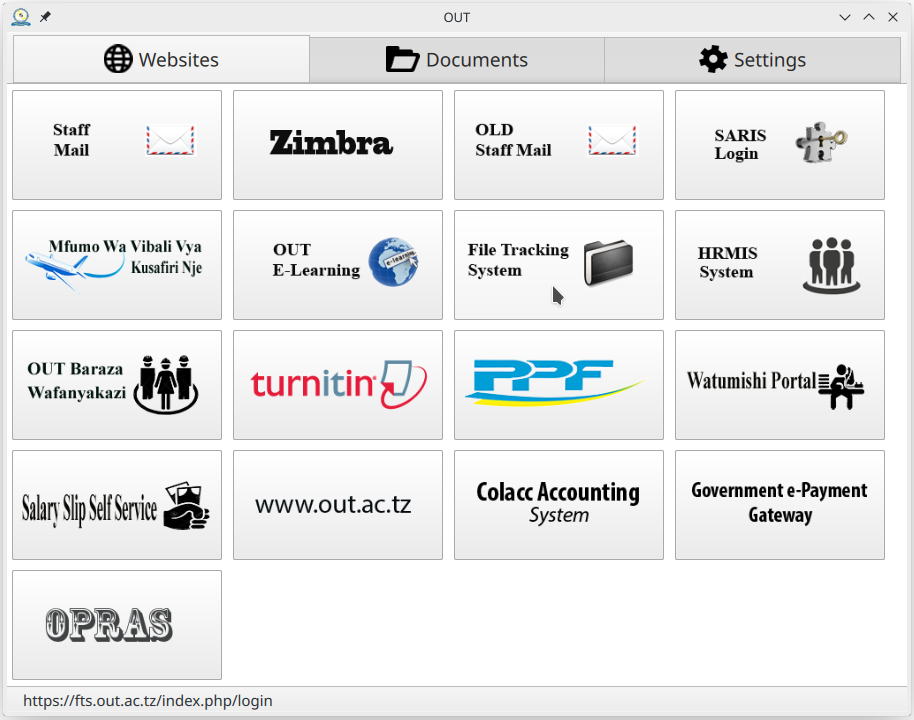 OUT
Websites
Documents
Settings
Staff
Mail
Zimbra
OLD
Staff Mail
SARIS
Login
Mfumo Wa Vibali Vya
Kusafiri Nje
OUT
E-Learning
e-learning
File Tracking
System
HRMIS
System
OUT Baraza
Wafanyakazi
turnitin
PPF
Watumishi Portal
Salary Slip Self Service
www.out.ac.tz
Colacc Accounting
System
Government e-Payment
Gateway
OPRAS
https://fts.out.ac.tz/index.php/login